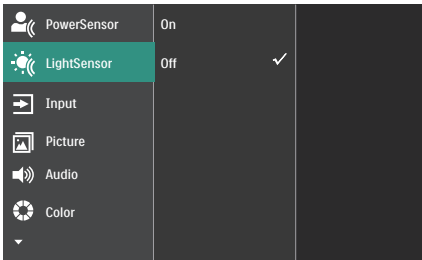 PowerSensor
On
LightSensor
Off
Input
Picture
Audio
Color